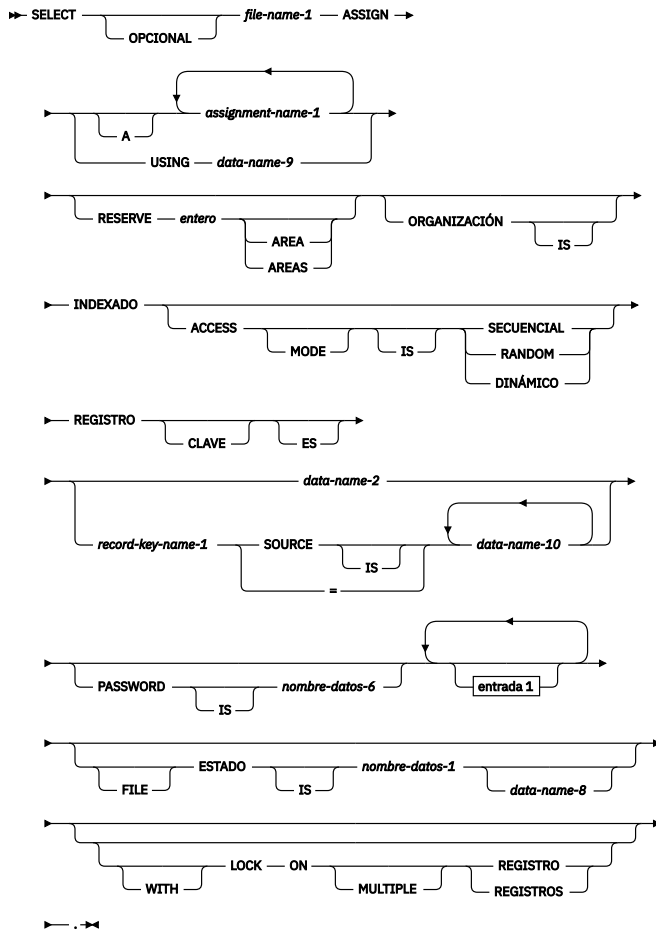 SELECT OPCIONAL file-name-1 ASSIGN
A assignment-name-1
USING data-name-9
RESERVE entero AREA AREAS ORGANIZACIÓN IS
INDEXADO ACCESS MODE IS SECUENCIAL
RANDOM
DINÁMICO
REGISTRO CLAVE ES
data-name-2
record-key-name-1 SOURCE IS data-name-10
=
PASSWORD IS nombre-datos-6 entrada 1
FILE ESTADO IS nombre-datos-1 data-name-8
WITH LOCK ON MULTIPLE REGISTRO
REGISTROS
.